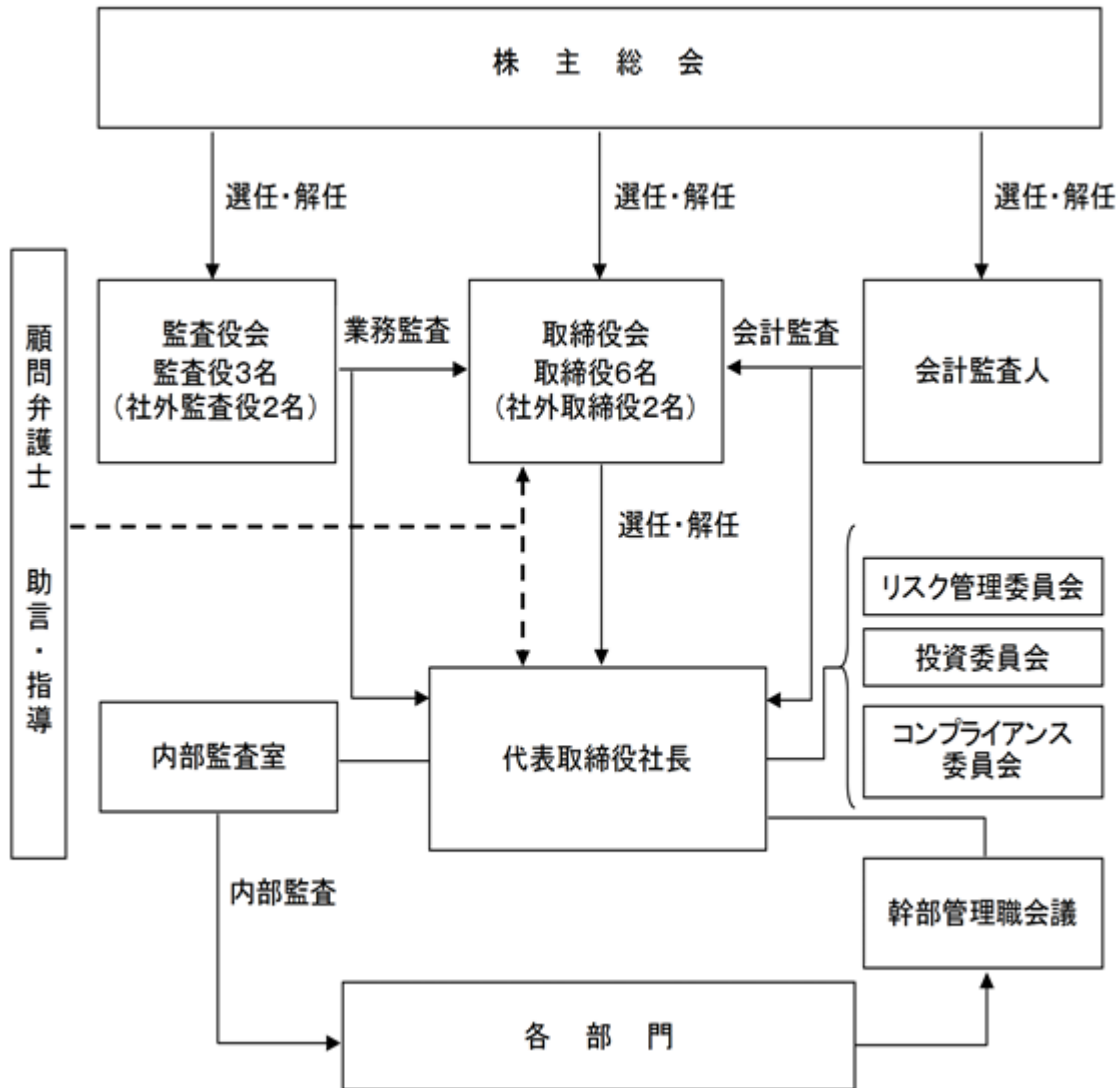 株主総会
選任・解任
選任・解任
選任・解任
顧問弁護士 助言・指導
監査役会
監査役3名
(社外監査役2名)
業務監査
取締役会
取締役6名
(社外取締役2名)
会計監査
会計監査人
選任・解任
リスク管理委員会
投資委員会
コンプライアンス
委員会
内部監査室
代表取締役社長
内部監査
幹部管理職会議
各部門